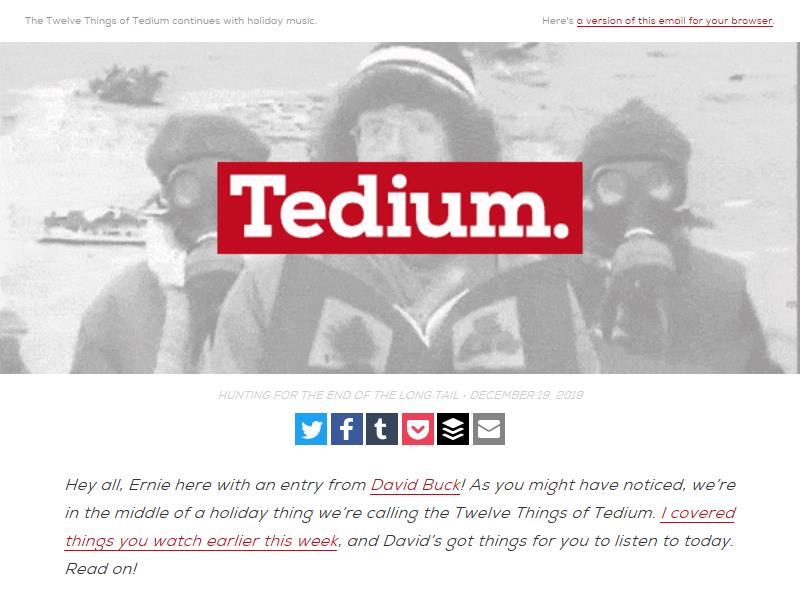 The Twelve Things of Tedium continues with holiday music.
Here's a version of this email for your browser.
Tedium.
HUNTING FOR THE END OF THE LONG TAIL • DECEMBER 19, 2019
Hey all, Ernie here with an entry from David Buck! As you might have noticed, we’re
in the middle of a holiday thing we’re calling the Twelve Things of Tedium. I covered
things you watch earlier this week, and David’s got things for you to listen to today.
Read on!